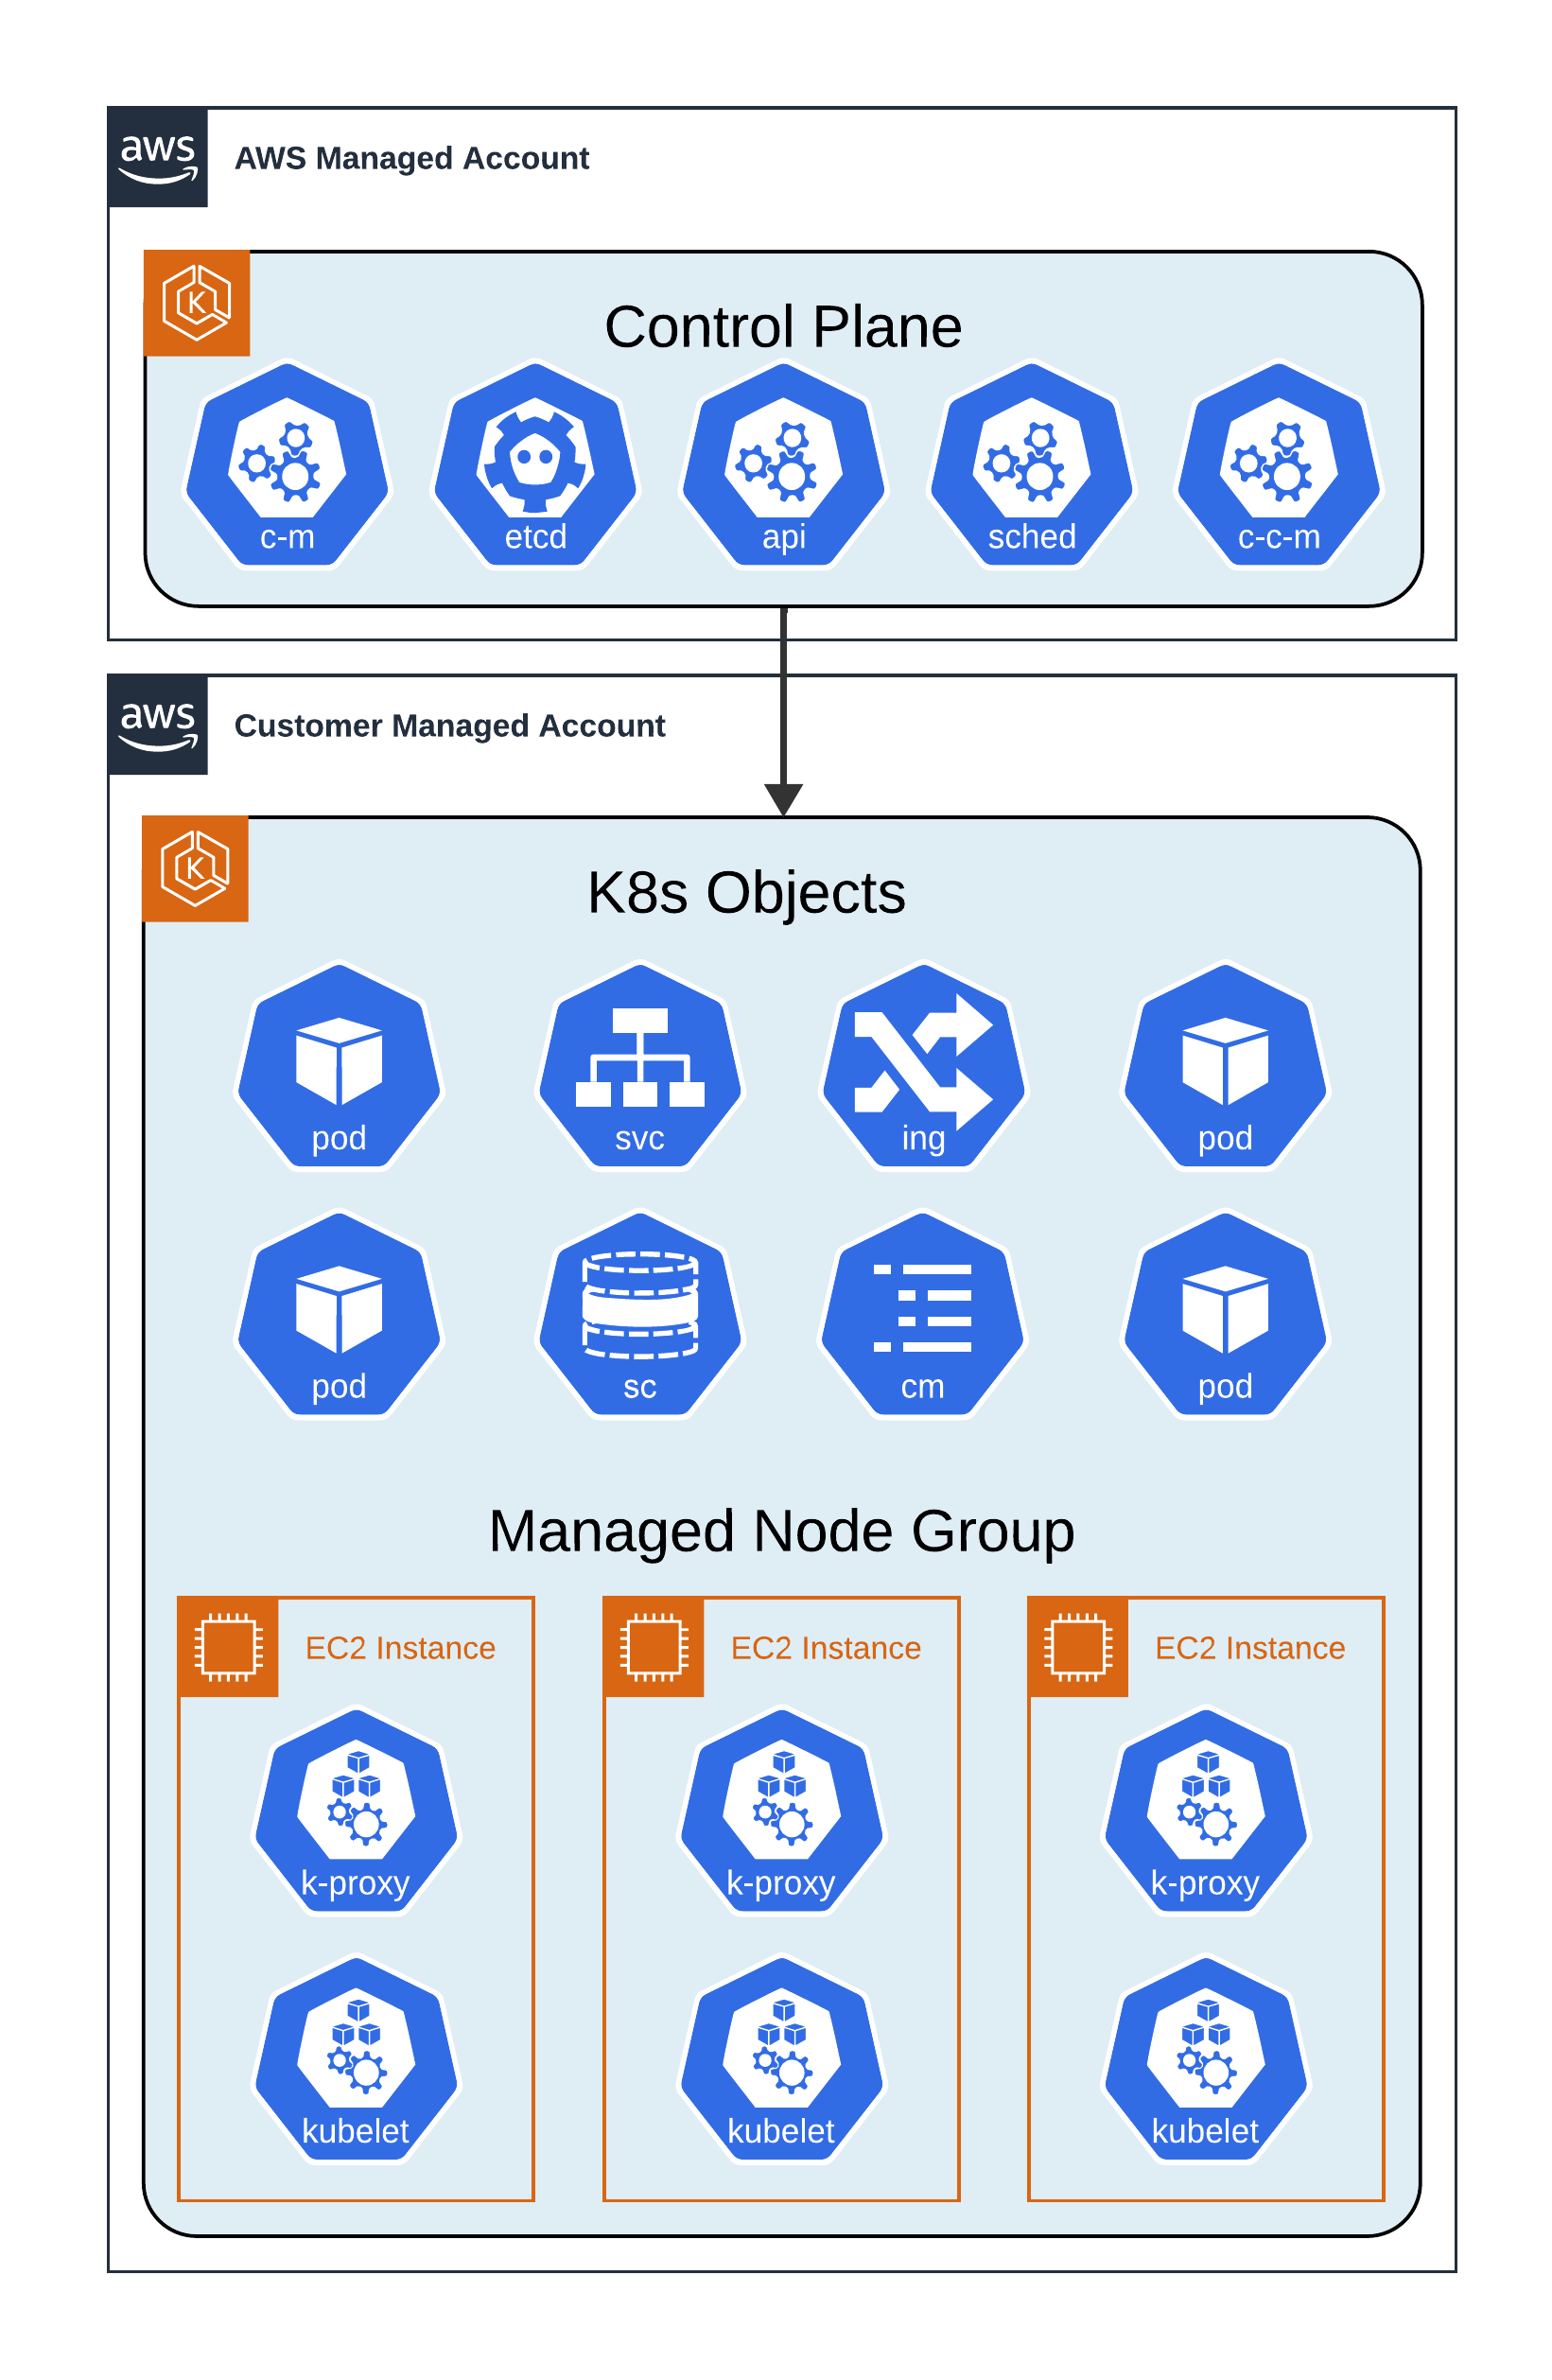 aws
AWS Managed Account
K
Control Plane
c-m
etcd
api
sched
c-c-m
aws
Customer Managed Account
K
K8s Objects
pod
svc
ing
pod
pod
sc
cm
pod
Managed Node Group
EC2 Instance
EC2 Instance
EC2 Instance
k-proxy
k-proxy
k-proxy
kubelet
kubelet
kubelet